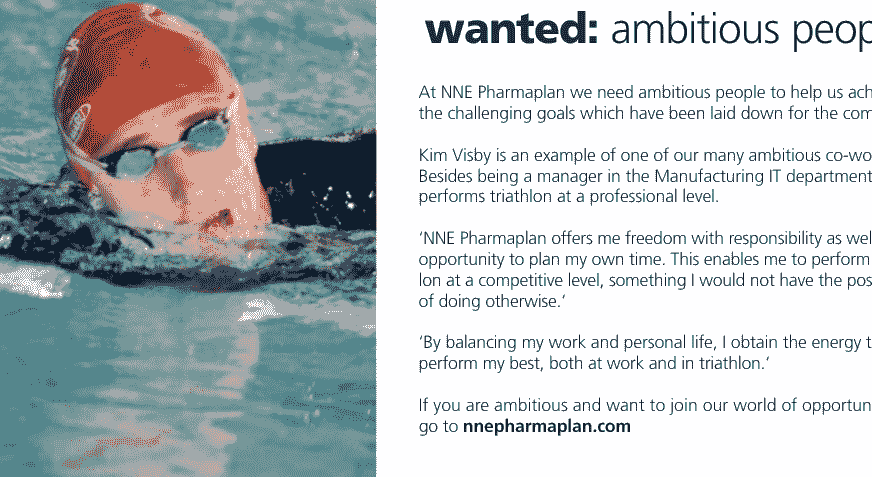 wanted: ambitious peop
At NNE Pharmaplan we need ambitious people to help us ach
the challenging goals which have been laid down for the com
Kim Visby is an example of one of our many ambitious co-wo
Besides being a manager in the Manufacturing IT department
performs triathlon at a professional level.
‘NNE Pharmaplan offers me freedom with responsibility as wel
opportunity to plan my own time. This enables me to perform
lon at a competitive level, something I would not have the pos
of doing otherwise.’
‘By balancing my work and personal life, I obtain the energy t
perform my best, both at work and in triathlon.’
If you are ambitious and want to join our world of opportun
go to nnepharmaplan.com